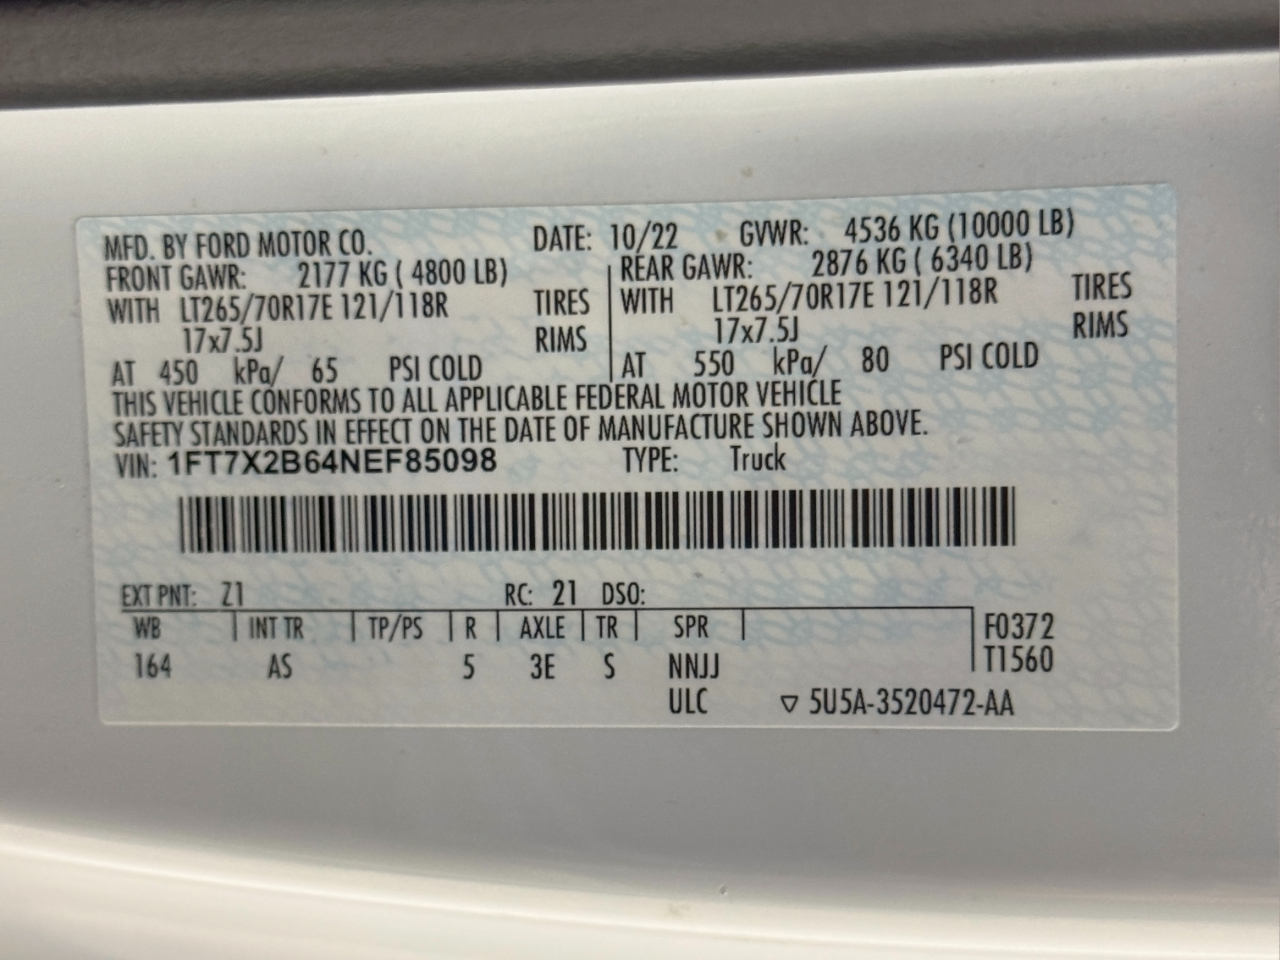 MFD. BY FORD MOTOR CO. DATE: 10/22 GVWR: 4536 KG (10000 LB)
FRONT GAWR: 2177 KG ( 4800 LB) REAR GAWR: 2876 KG ( 6340 LB)
WITH LT265/70R17E 121/118R TIRES WITH LT265/70R17E 121/118R TIRES
17x7.5J RIMS 17x7.5J RIMS
AT 450 kPa/ 65 PSI COLD AT 550 kPa/ 80 PSI COLD
THIS VEHICLE CONFORMS TO ALL APPLICABLE FEDERAL MOTOR VEHICLE
SAFETY STANDARDS IN EFFECT ON THE DATE OF MANUFACTURE SHOWN ABOVE.
VIN: 1FT7X2B64NEF85098 TYPE: Truck
EXT PNT: Z1 RC: 21 DSO:
WB INT TR TP/PS R AXLE TR SPR F0372
164 AS 5 3E S NNJJ T1560
ULC ▽ 5U5A-3520472-AA